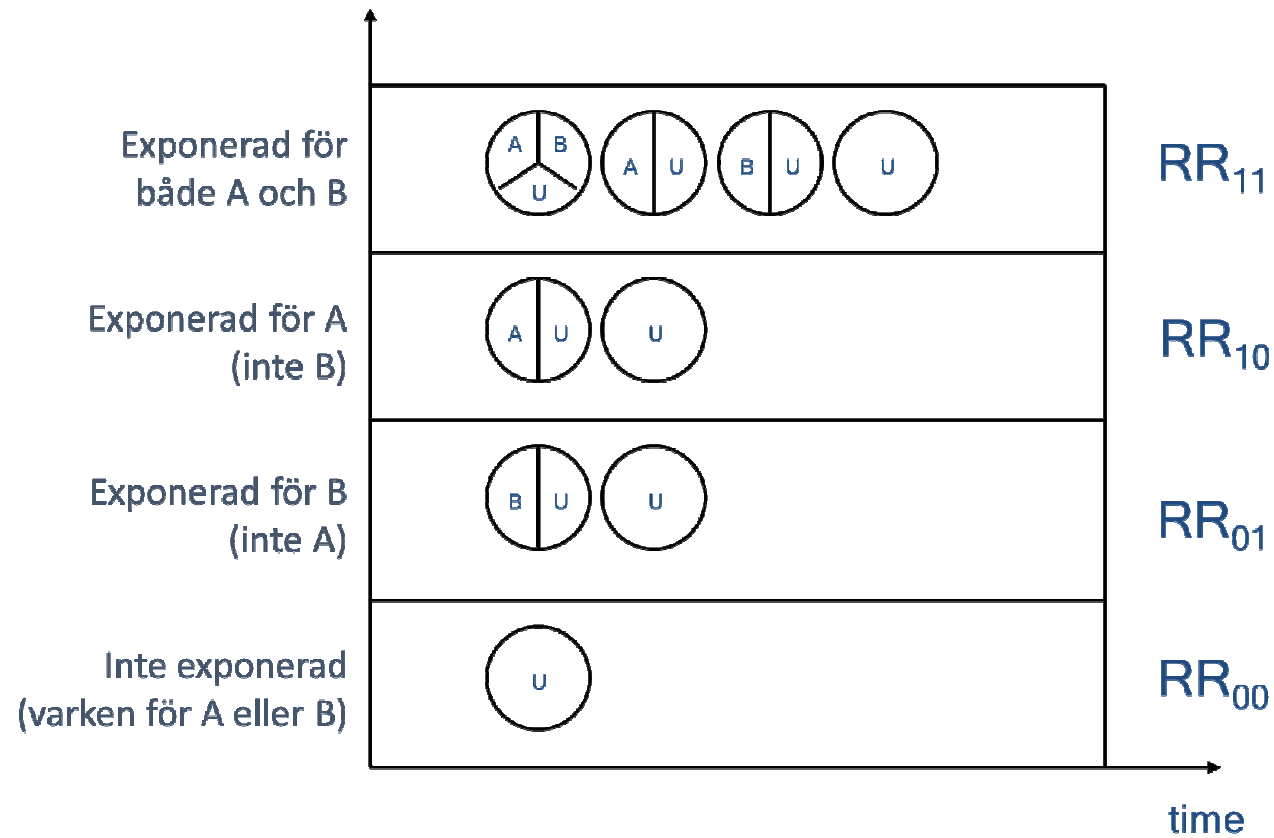 Exponerad för
både A och B
A B
U
A U
B U
U
RR11
Exponerad för A
(inte B)
A U
U
RR10
Exponerad för B
(inte A)
B U
U
RR01
Inte exponerad
(varken för A eller B)
U
RR00
time